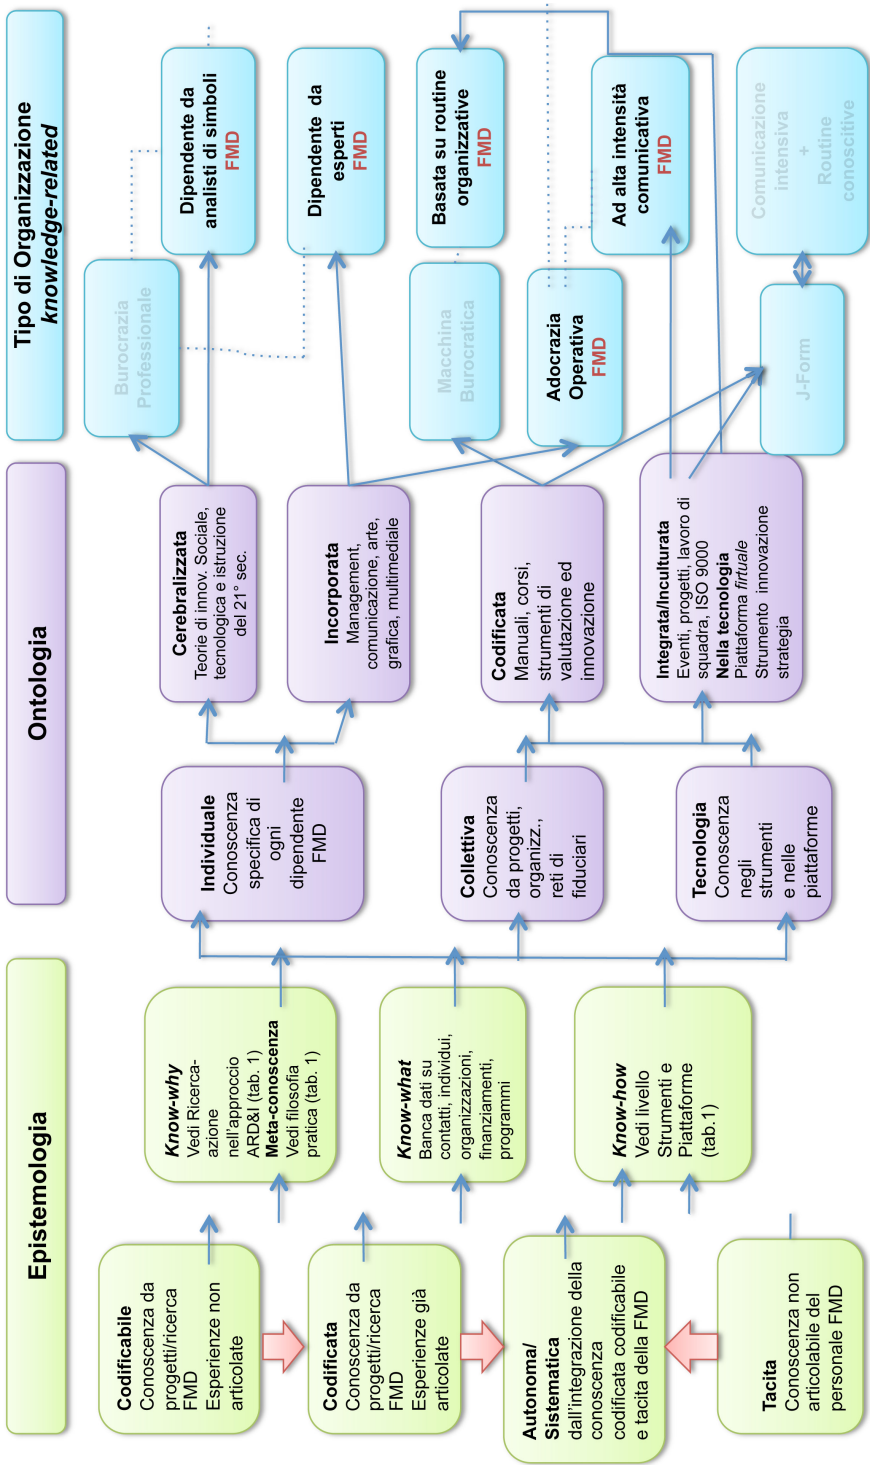 Epistemologia
Ontologia
Tipo di Organizzazione
knowledge-related
Codificabile
Conoscenza da
progetti/ricerca
FMD
Esperienze non
articolate
Codificata
Conoscenza da
progetti/ricerca
FMD
Esperienze già
articolate
Autonoma/
Sistematica
dall'integrazione della
conoscenza
codificata codificabile
e tacita della FMD
Tacita
Conoscenza non
articolabile del
personale FMD
Know-why
Vedi Ricerca-
azione
nell'approccio
ARD&I (tab. 1)
Meta-conoscenza
Vedi filosofia
pratica (tab. 1)
Know-what
Banca dati su
contatti, individui,
organizzazioni,
finanziamenti,
programmi
Know-how
Vedi livello
Strumenti e
Piattaforme
(tab.1)
Individuale
Conoscenza
specifica di
ogni
dipendente
FMD
Collettiva
Conoscenza
da progetti,
organizz.,
reti di
fiduciari
Tecnologia
Conoscenza
negli
strumenti
e nelle
piattaforme
Cerebralizzata
Teorie di innov. Sociale,
tecnologica e istruzione
del 21° sec.
Incorporata
Management,
comunicazione, arte,
grafica, multimediale
Codificata
Manuali, corsi,
strumenti di
valutazione ed
innovazione
Integrata/Inculturata
Eventi, progetti, lavoro di
squadra, ISO 9000
Nella tecnologia
Piattaforma firtuale
Strumento innovazione
strategia
Burocrazia
Professionale
Dipendente da
analisti di simboli
FMD
Dipendente da
esperti
FMD
Macchina
Burocratica
Basata su routine
organizzative
FMD
Adocrazia
Operativa
FMD
Ad alta intensità
comunicativa
FMD
J-Form
Comunicazione
intensiva
+
Routine
conoscitive